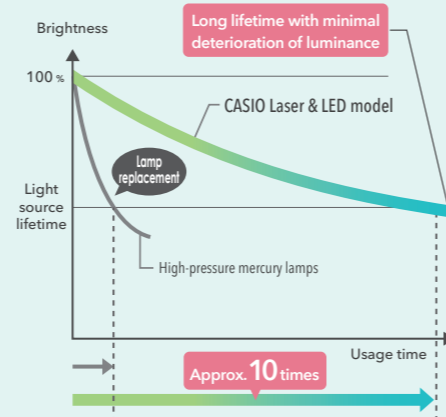 Long lifetime with minimal
deterioration of luminance
Brightness
100 %
CASIO Laser & LED model
Lamp
replacement
Light
source
lifetime
High-pressure mercury lamps
Usage time
Approx. 10 times